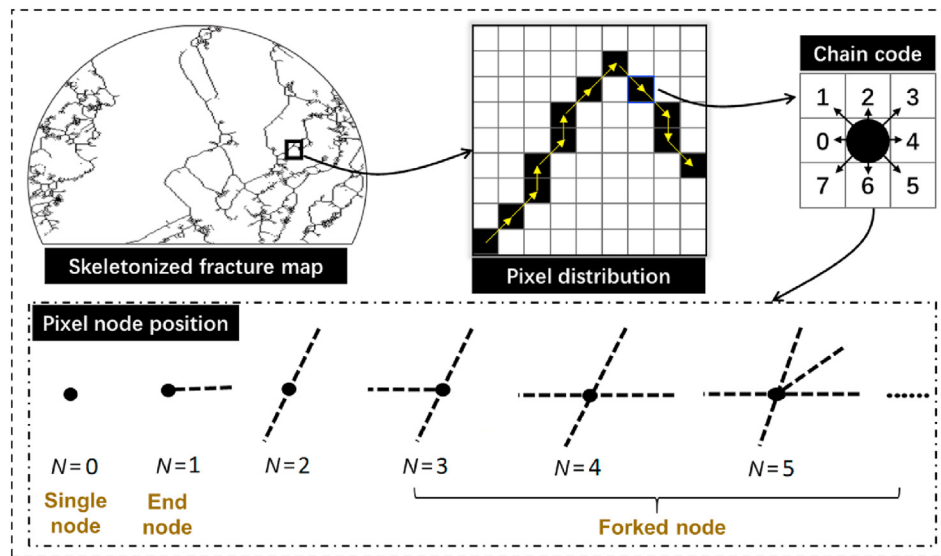 Skeletonized fracture map
Pixel distribution
Chain code
1 2 3
0 4
7 6 5
Pixel node position
N=0 N=1 N=2 N=3 N=4 N=5
Single node
End node
Forked node